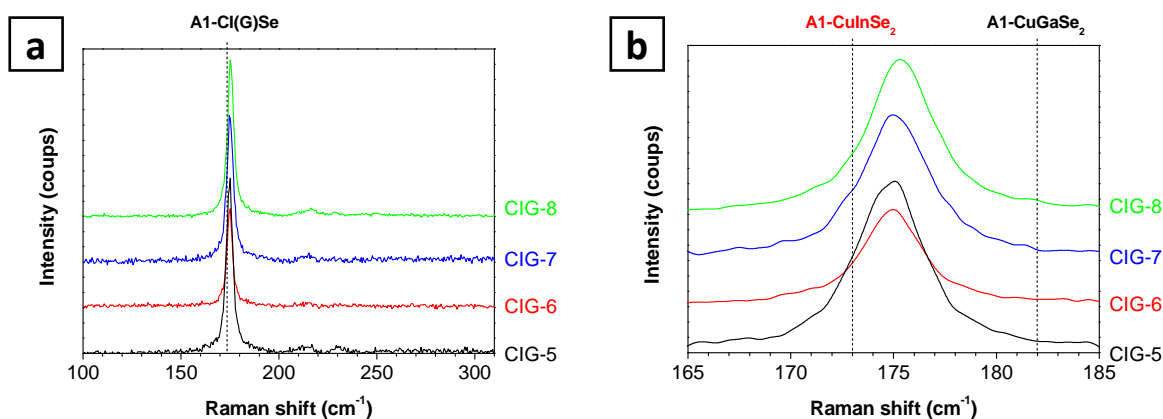 a
A1-CI(G)Se
Intensity (coups)
CIG-8
CIG-7
CIG-6
CIG-5
100 150 200 250 300
Raman shift (cm⁻¹)
b
A1-CuInSe₂ A1-CuGaSe₂
Intensity (coups)
CIG-8
CIG-7
CIG-6
CIG-5
165 170 175 180 185
Raman shift (cm⁻¹)